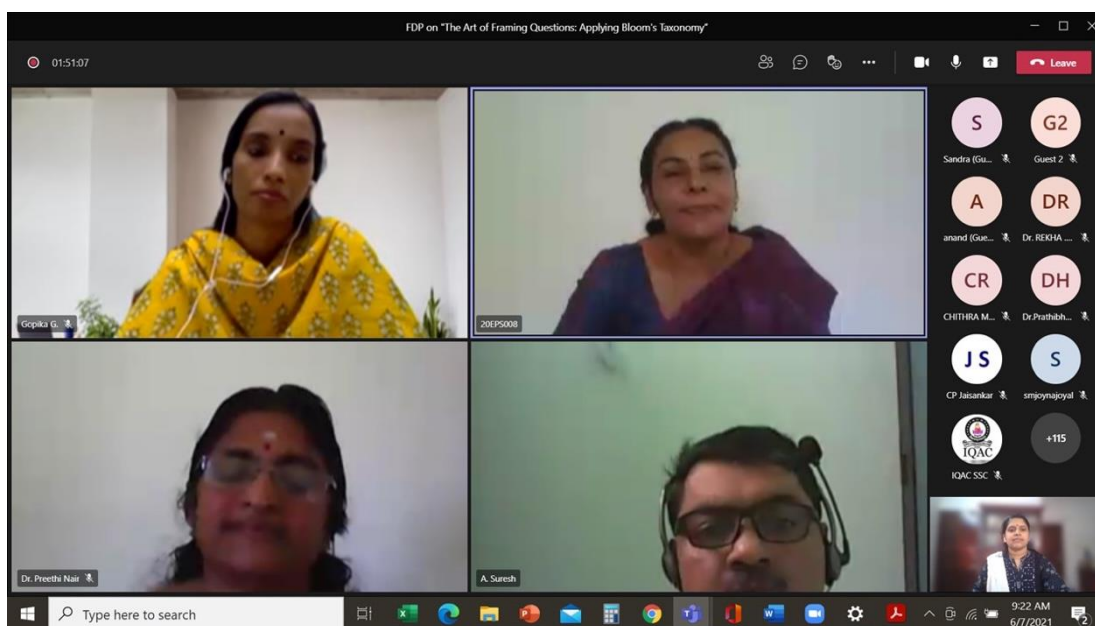 FDP on "The Art of Framing Questions: Applying Bloom's Taxonomy"
01:51:07
Leave
S
G2
Sandra (Gu...
Guest 2
A
DR
anand (Gue...
Dr. REKHA ....
CR
DH
CHITHRA M...
Dr.Prathibh...
J S
S
CP Jaisankar
smjoynajoyal
IQAC
+115
IQAC SSC
Gopika G.
20EPS008
Dr. Preethi Nair
A. Suresh
Type here to search
9:22 AM
6/7/2021
2